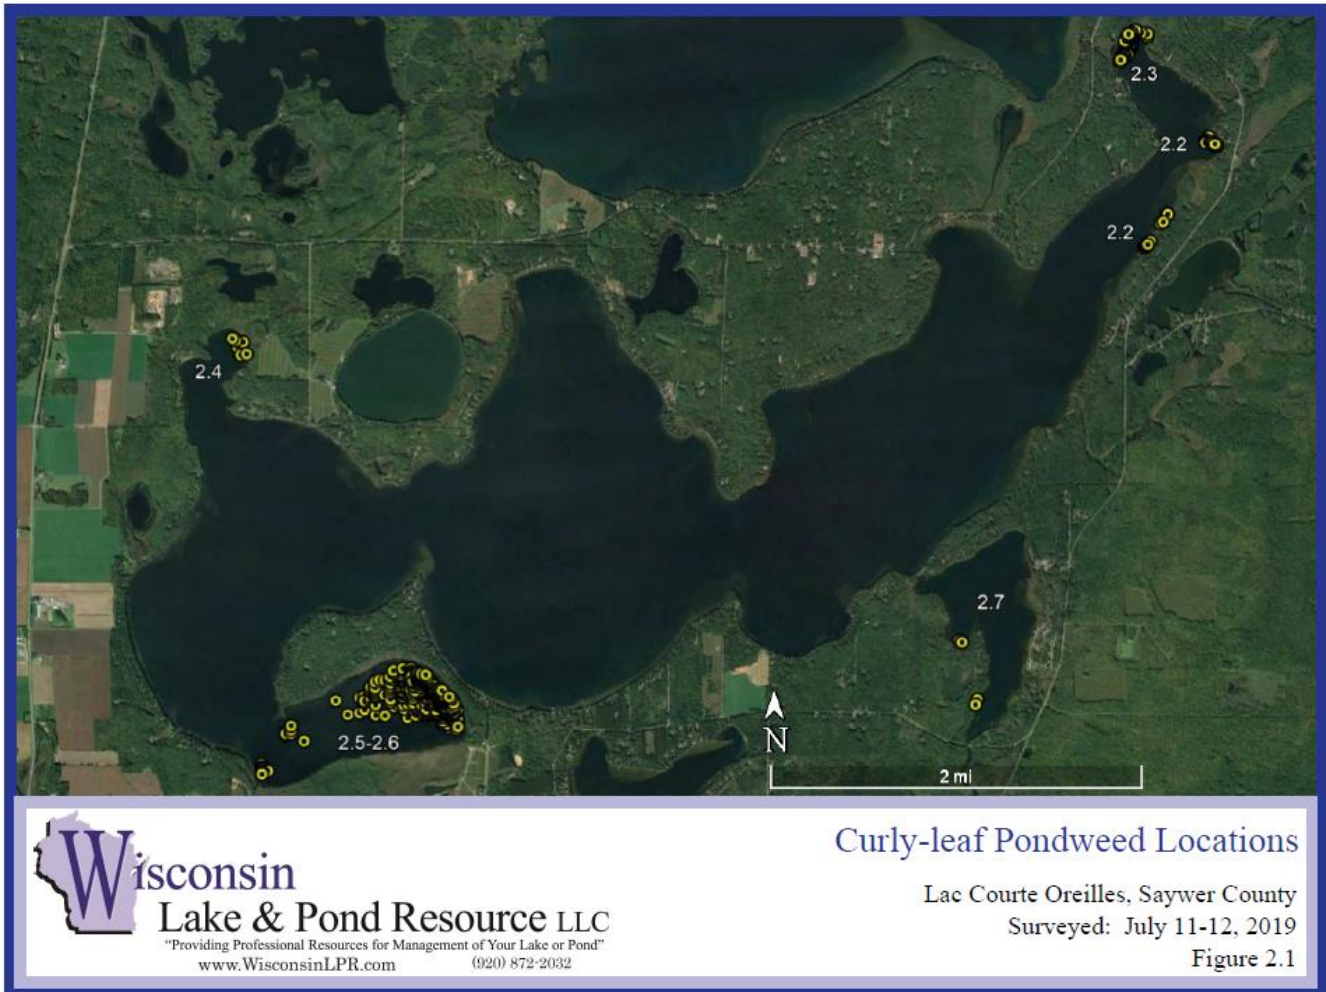 2.3
2.2
2.2
2.4
2.7
2.5-2.6
N
2 mi
Wisconsin
Lake & Pond Resource LLC
"Providing Professional Resources for Management of Your Lake or Pond"
www.WisconsinLPR.com (920) 872-2032
Curly-leaf Pondweed Locations
Lac Courte Oreilles, Saywer County
Surveyed: July 11-12, 2019
Figure 2.1